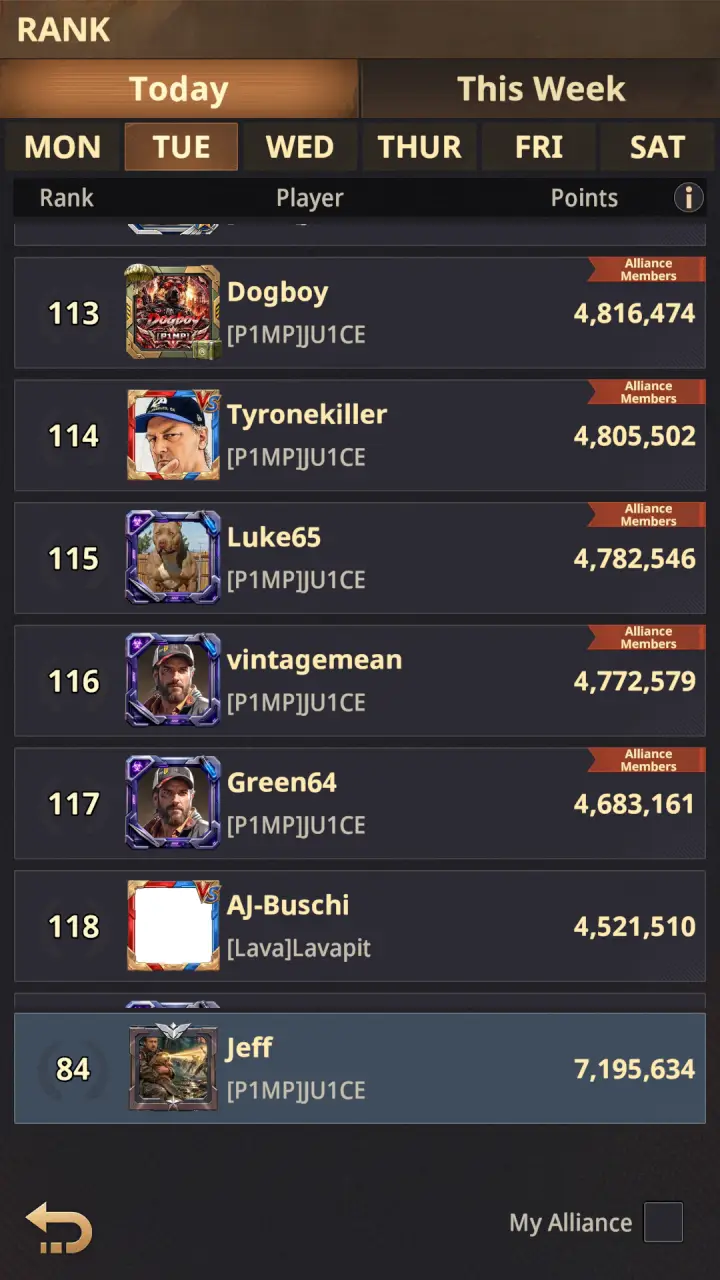 RANK
Today
This Week
MON
TUE
WED
THUR
FRI
SAT
Rank
Player
Points
i
Alliance
Members
113
Dogboy
[P1MP]JU1CE
4,816,474
Alliance
Members
114
Tyronekiller
[P1MP]JU1CE
4,805,502
Alliance
Members
115
Luke65
[P1MP]JU1CE
4,782,546
Alliance
Members
116
vintagemean
[P1MP]JU1CE
4,772,579
Alliance
Members
117
Green64
[P1MP]JU1CE
4,683,161
118
VS
AJ-Buschi
[Lava]Lavapit
4,521,510
84
Jeff
[P1MP]JU1CE
7,195,634
My Alliance